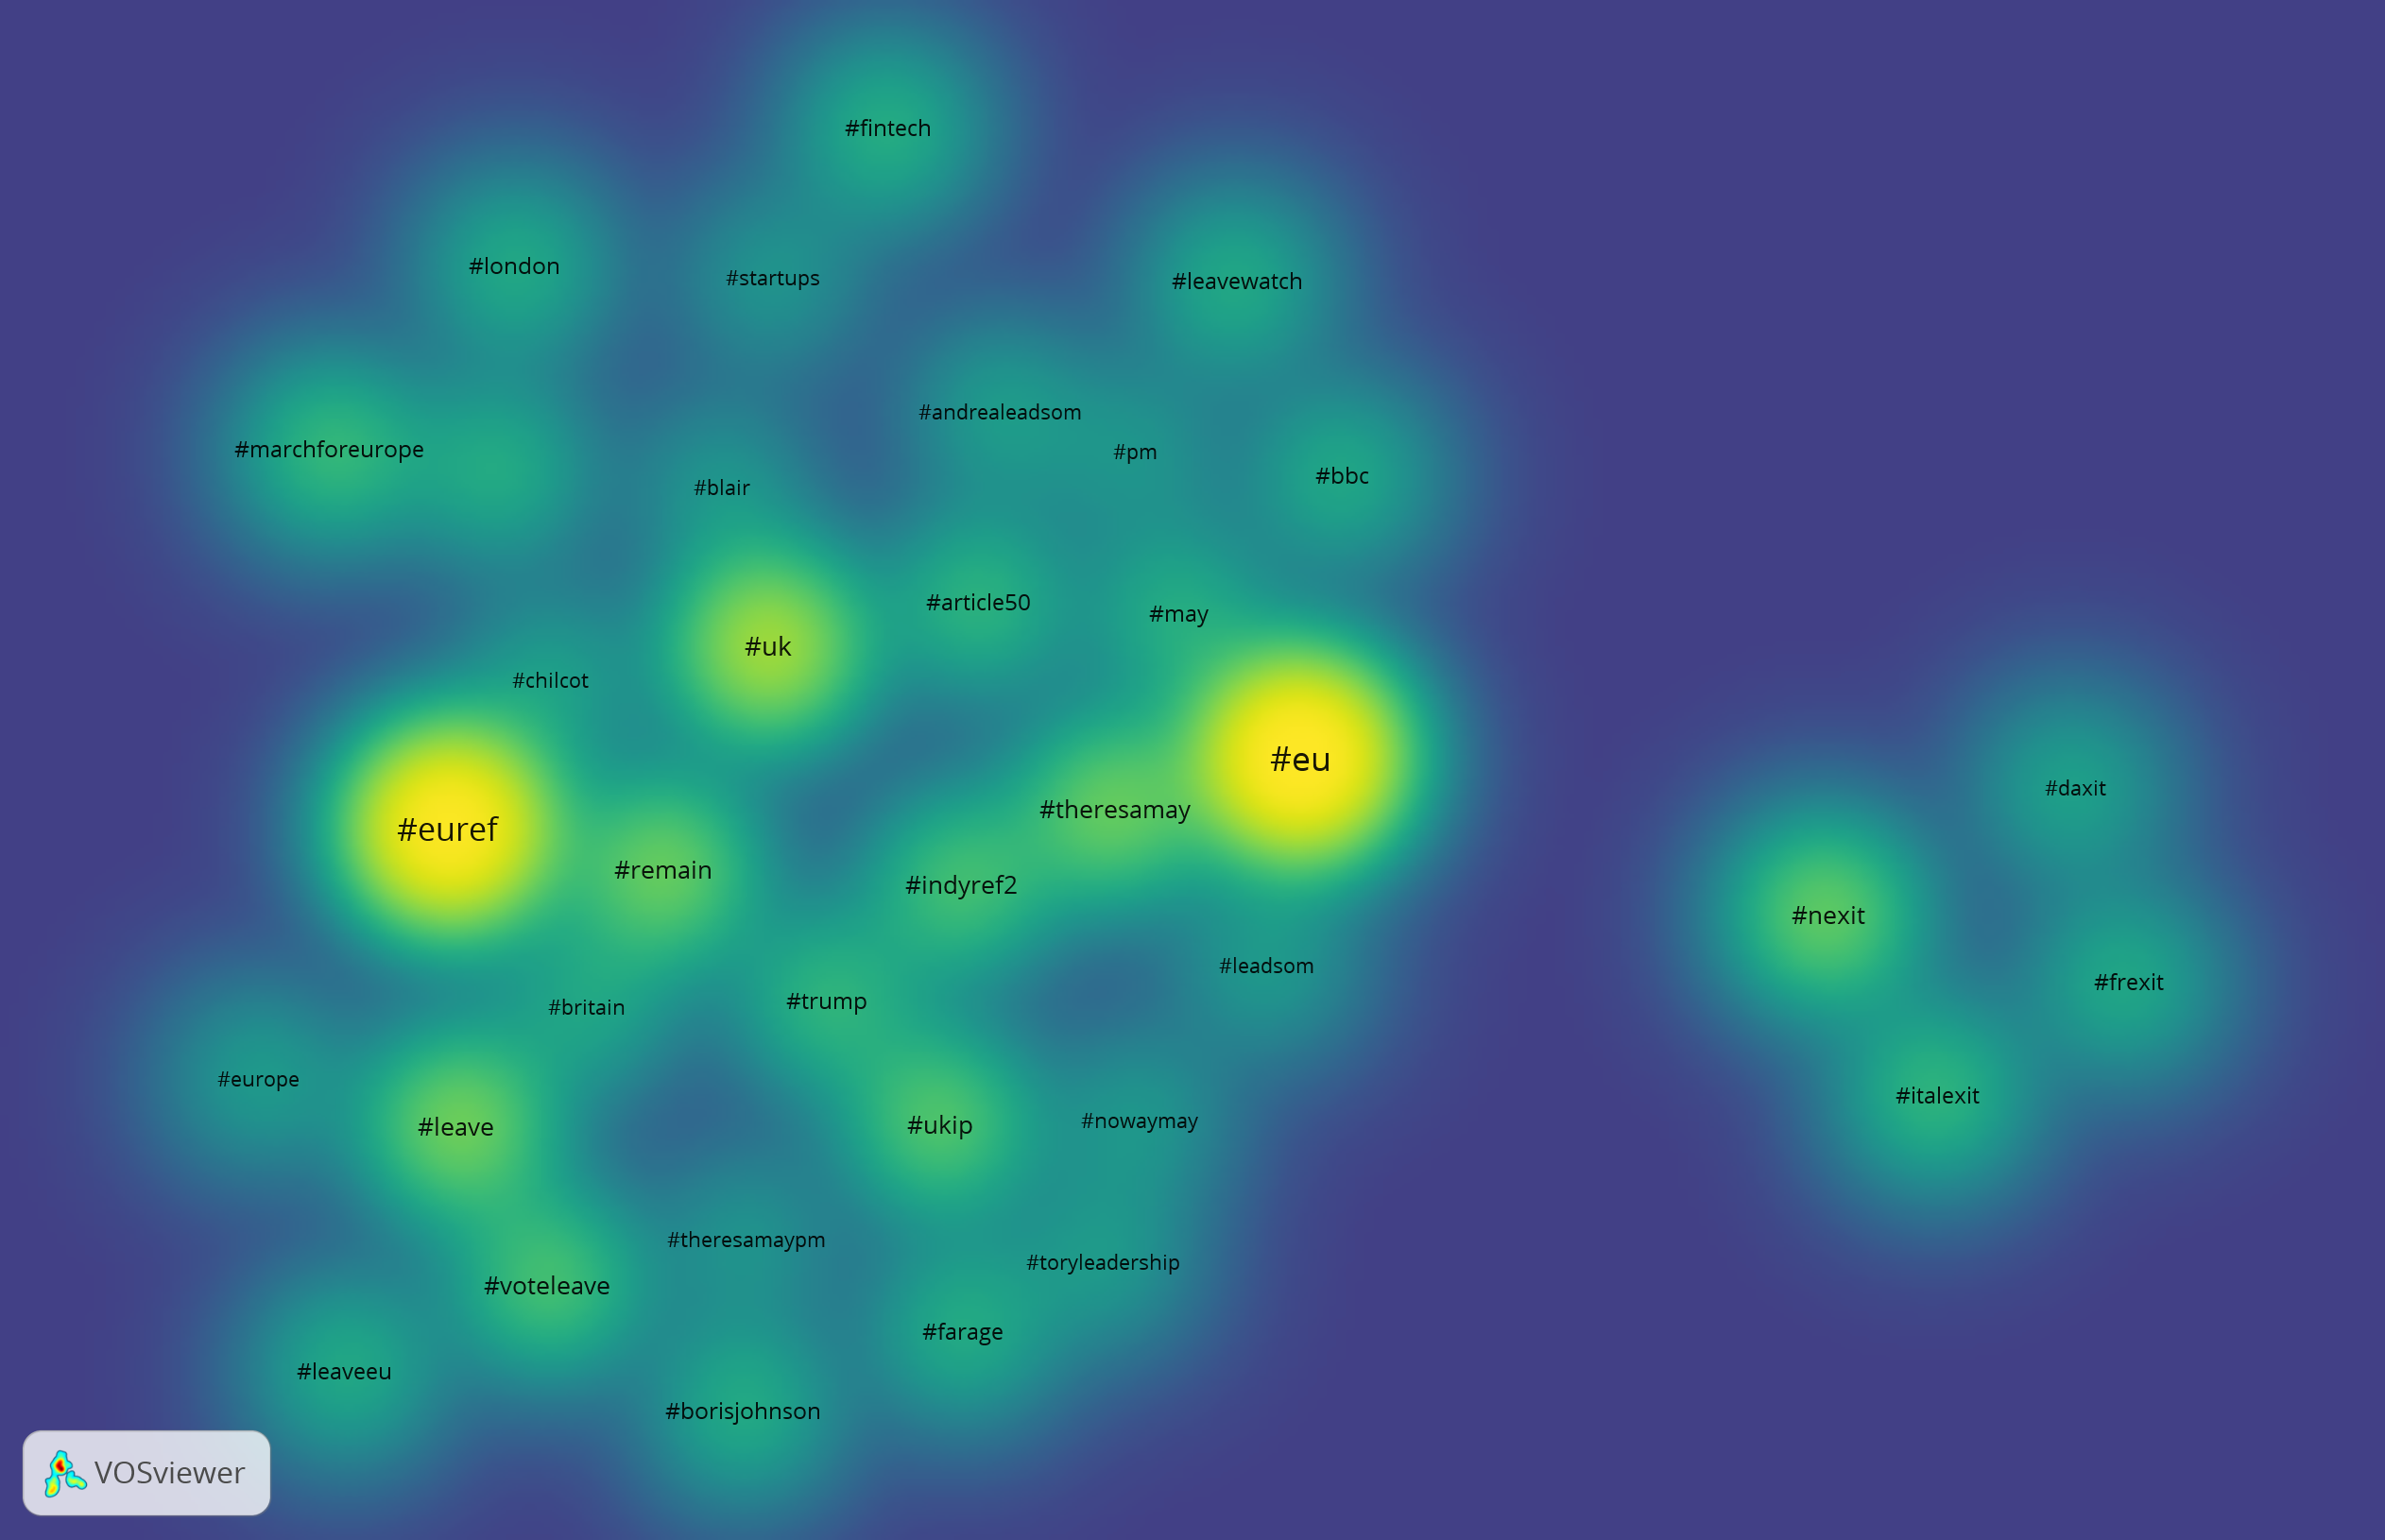 #fintech
#london
#startups
#leavewatch
#andrealeadsom
#marchforeurope
#pm
#bbc
#blair
#article50
#may
#uk
#chilcot
#eu
#daxit
#theresamay
#euref
#remain
#indyref2
#nexit
#leadsom
#frexit
#trump
#britain
#europe
#italexit
#nowaymay
#ukip
#leave
#theresamaypm
#toryleadership
#voteleave
#farage
#leaveeu
#borisjohnson
VOSviewer